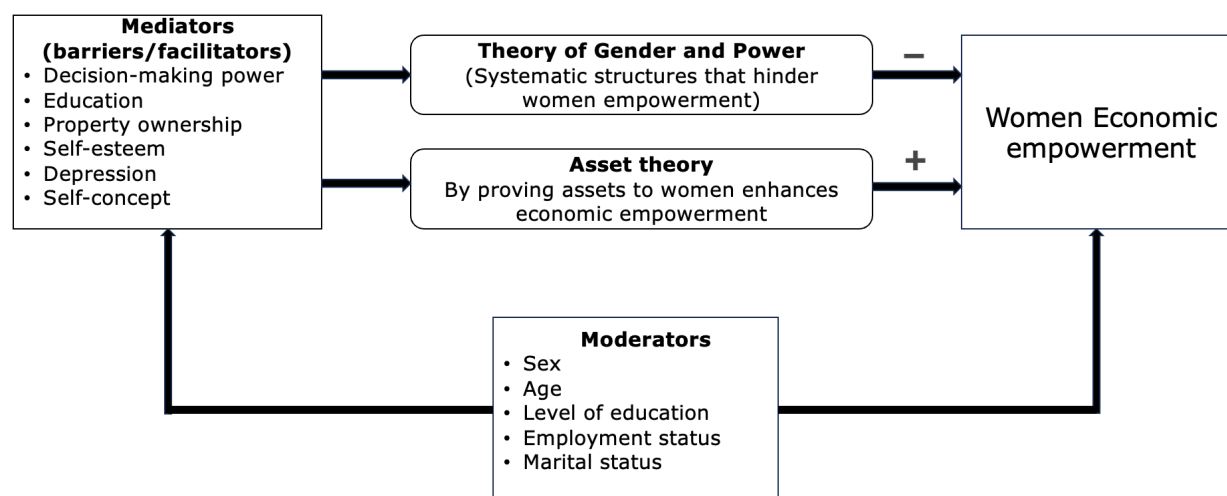 Mediators
(barriers/facilitators)
• Decision-making power
• Education
• Property ownership
• Self-esteem
• Depression
• Self-concept
Theory of Gender and Power
(Systematic structures that hinder
women empowerment)
–
Asset theory
By proving assets to women enhances
economic empowerment
+
Women Economic
empowerment
Moderators
• Sex
• Age
• Level of education
• Employment status
• Marital status